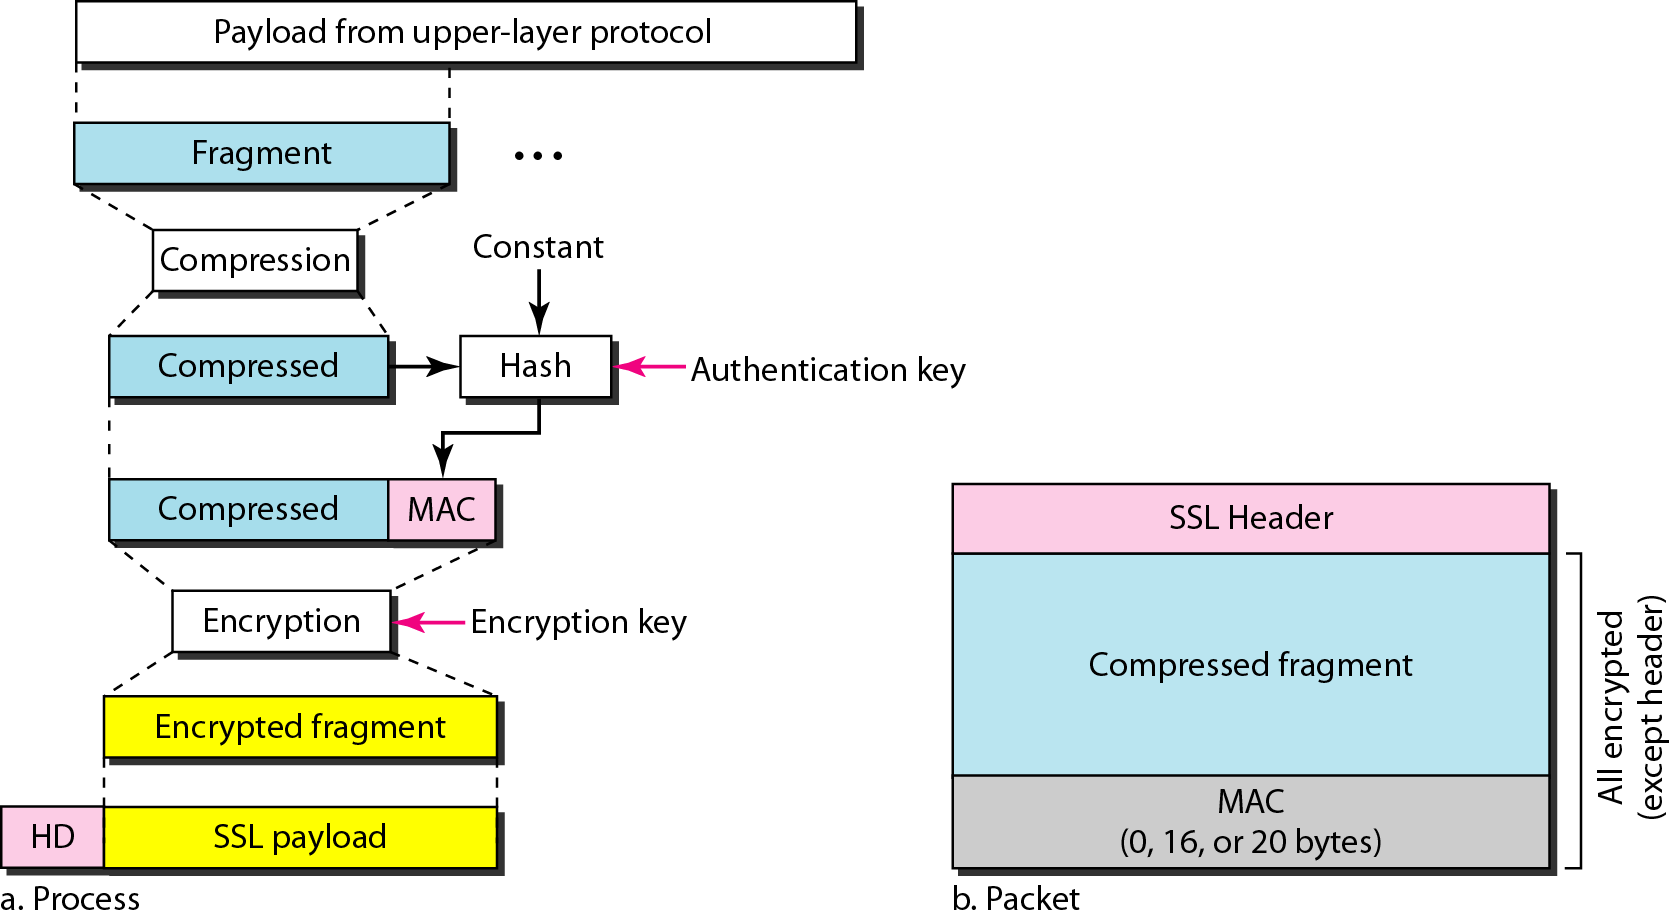 Payload from upper-layer protocol
Fragment
...
Compression
Constant
Compressed
Hash
Authentication key
Compressed
MAC
Encryption
Encryption key
Encrypted fragment
HD
SSL payload
a. Process
SSL Header
Compressed fragment
MAC
(0, 16, or 20 bytes)
All encrypted
(except header)
b. Packet